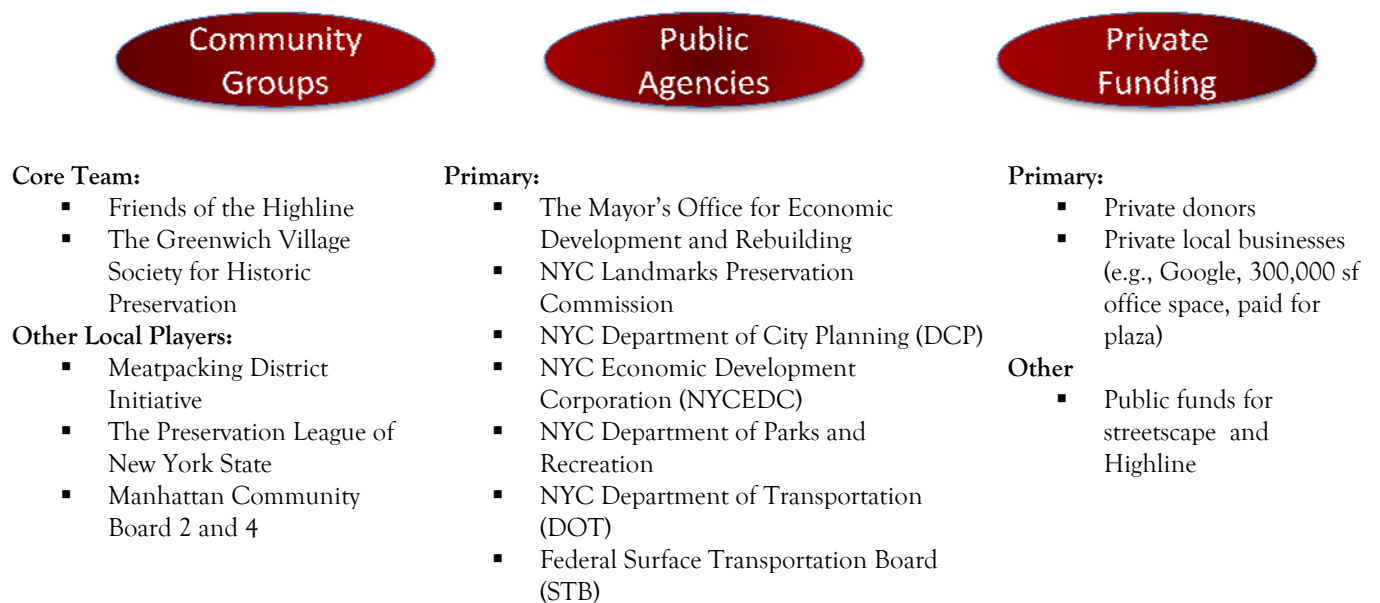 Community
Groups
Public
Agencies
Private
Funding
Core Team:
▪ Friends of the Highline
▪ The Greenwich Village
Society for Historic
Preservation
Other Local Players:
▪ Meatpacking District
Initiative
▪ The Preservation League of
New York State
▪ Manhattan Community
Board 2 and 4
Primary:
▪ The Mayor's Office for Economic
Development and Rebuilding
▪ NYC Landmarks Preservation
Commission
▪ NYC Department of City Planning (DCP)
▪ NYC Economic Development
Corporation (NYCEDC)
▪ NYC Department of Parks and
Recreation
▪ NYC Department of Transportation
(DOT)
▪ Federal Surface Transportation Board
(STB)
Primary:
▪ Private donors
▪ Private local businesses
(e.g., Google, 300,000 sf
office space, paid for
plaza)
Other
▪ Public funds for
streetscape and
Highline